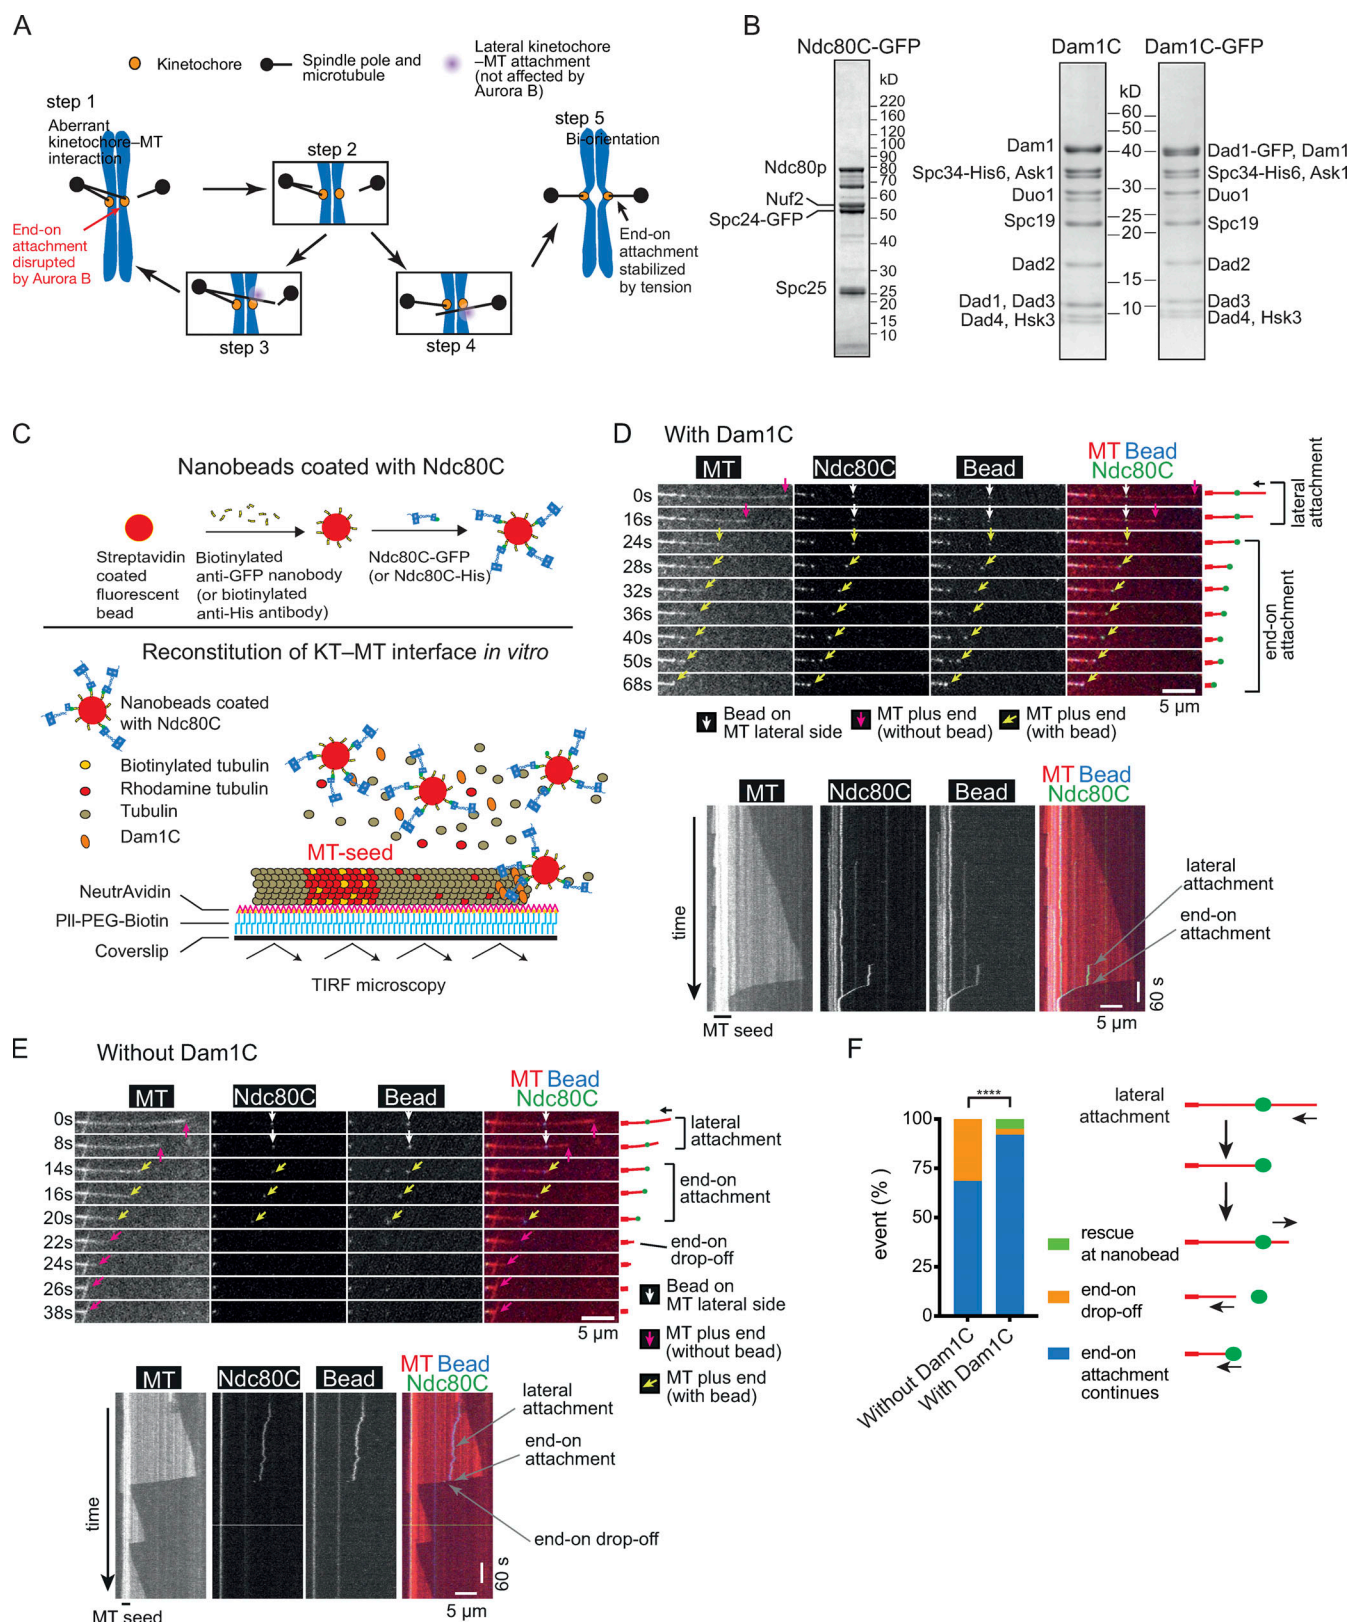 A
Kinetochore
Spindle pole and
microtubule
Lateral kinetochore
–MT attachment
(not affected by
Aurora B)
step 1
Aberrant
kinetochore–MT
interaction
End-on
attachment
disrupted
by Aurora B
step 2
step 3
step 4
step 5
Bi-orientation
End-on
attachment
stabilized
by tension
B
Ndc80C-GFP
kD
220
160
120
100
90
80
70
60
50
40
30
25
20
15
10
Ndc80p
Nuf2
Spc24-GFP
Spc25
Dam1C
Dam1C-GFP
kD
60
50
40
30
25
20
15
10
Dam1
Spc34-His6, Ask1
Duo1
Spc19
Dad2
Dad1, Dad3
Dad4, Hsk3
Dad1-GFP, Dam1
Spc34-His6, Ask1
Duo1
Spc19
Dad2
Dad3
Dad4, Hsk3
C
Nanobeads coated with Ndc80C
Streptavidin
coated
fluorescent
bead
Biotinylated
anti-GFP nanobody
(or biotinylated
anti-His antibody)
Ndc80C-GFP
(or Ndc80C-His)
Reconstitution of KT–MT interface in vitro
Nanobeads coated
with Ndc80C
Biotinylated tubulin
Rhodamine tubulin
Tubulin
Dam1C
MT-seed
NeutrAvidin
Pll-PEG-Biotin
Coverslip
TIRF microscopy
D
With Dam1C
MT
Ndc80C
Bead
MT Bead
Ndc80C
0s
16s
24s
28s
32s
36s
40s
50s
68s
lateral
attachment
end-on
attachment
5 µm
Bead on
MT lateral side
MT plus end
(without bead)
MT plus end
(with bead)
MT
Ndc80C
Bead
MT Bead
Ndc80C
time
lateral
attachment
end-on
attachment
60 s
5 µm
MT seed
E
Without Dam1C
MT
Ndc80C
Bead
MT Bead
Ndc80C
0s
8s
14s
16s
20s
22s
24s
26s
38s
lateral
attachment
end-on
attachment
end-on
drop-off
5 µm
Bead on
MT lateral side
MT plus end
(without bead)
MT plus end
(with bead)
MT
Ndc80C
Bead
MT Bead
Ndc80C
time
lateral
attachment
end-on
attachment
end-on drop-off
60 s
5 µm
MT seed
F
****
event (%)
100
75
50
25
0
Without Dam1C
With Dam1C
lateral
attachment
rescue
at nanobead
end-on
drop-off
end-on
attachment
continues